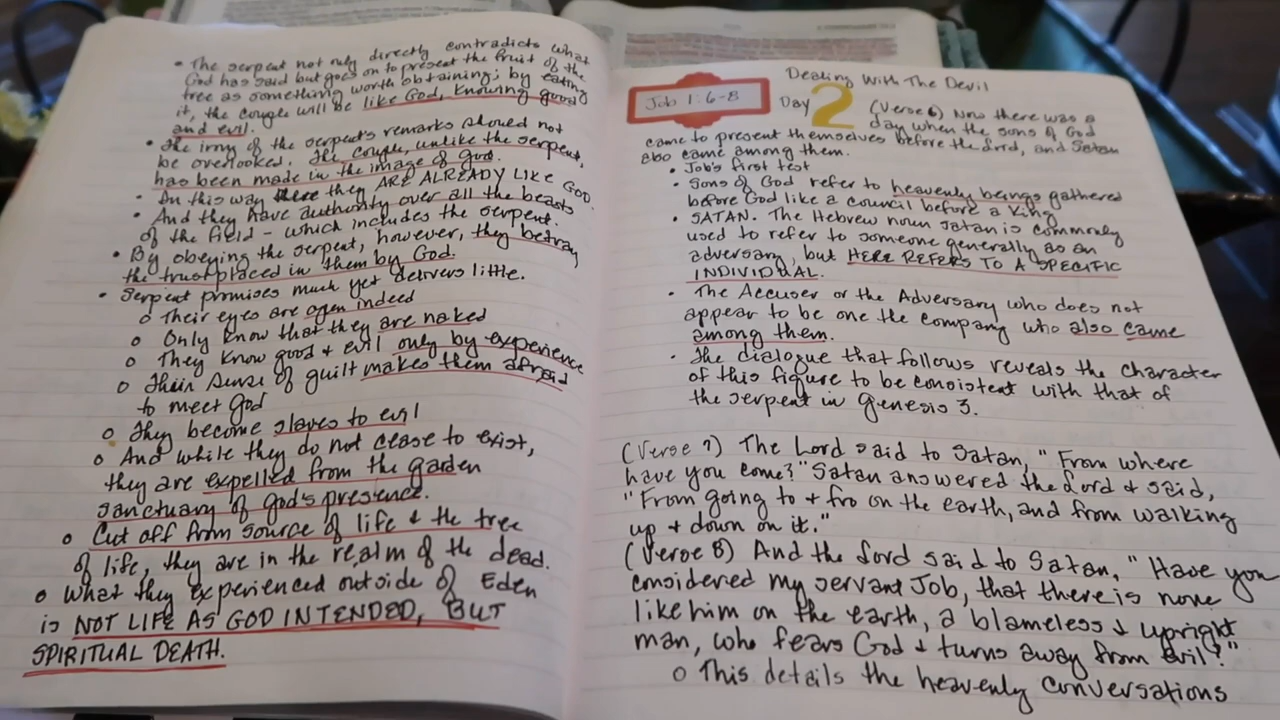 • The serpent not only directly contradicts what
God has said but goes on to present the fruit of the
tree as something worth obtaining; by eating
it, the couple will be like God, knowing good
and evil.
• The irony of the serpent's remarks should not
be overlooked. The couple, unlike the serpent,
has been made in the image of God.
• In this way they ARE ALREADY LIKE GOD.
• And they have authority over all the beasts
of the field - which includes the serpent.
• By obeying the serpent, however, they betray
the trust placed in them by God.
• Serpent promises much yet delivers little.
o Their eyes are open indeed
o Only know that they are naked
o They know good & evil only by experience
o Their sense of guilt makes them afraid
to meet God
o They become slaves to evil
o And while they do not cease to exist,
they are expelled from the garden
sanctuary of God's presence.
o Cut off from source of life & the tree
of life, they are in the realm of the dead.
o What they experienced outside of Eden
is NOT LIFE AS GOD INTENDED, BUT
SPIRITUAL DEATH.
Dealing With The Devil
Job 1:6-8
Day 2
(Verse 6) Now there was a
day when the sons of God
came to present themselves before the Lord, and Satan
also came among them.
• Job's first test
• Sons of God refer to heavenly beings gathered
before God like a council before a King
• SATAN. The Hebrew noun satan is commonly
used to refer to someone generally as an
adversary, but HERE REFERS TO A SPECIFIC
INDIVIDUAL.
• The Accuser or the Adversary who does not
appear to be one the company who also came
among them.
• The dialogue that follows reveals the character
of this figure to be consistent with that of
the serpent in Genesis 3.
(Verse 7) The Lord said to Satan, "From where
have you come?" Satan answered the Lord & said,
"From going to & fro on the earth, and from walking
up & down on it."
(Verse 8) And the Lord said to Satan, "Have you
considered my servant Job, that there is none
like him on the earth, a blameless & upright
man, who fears God & turns away from evil?"
o This details the heavenly conversations